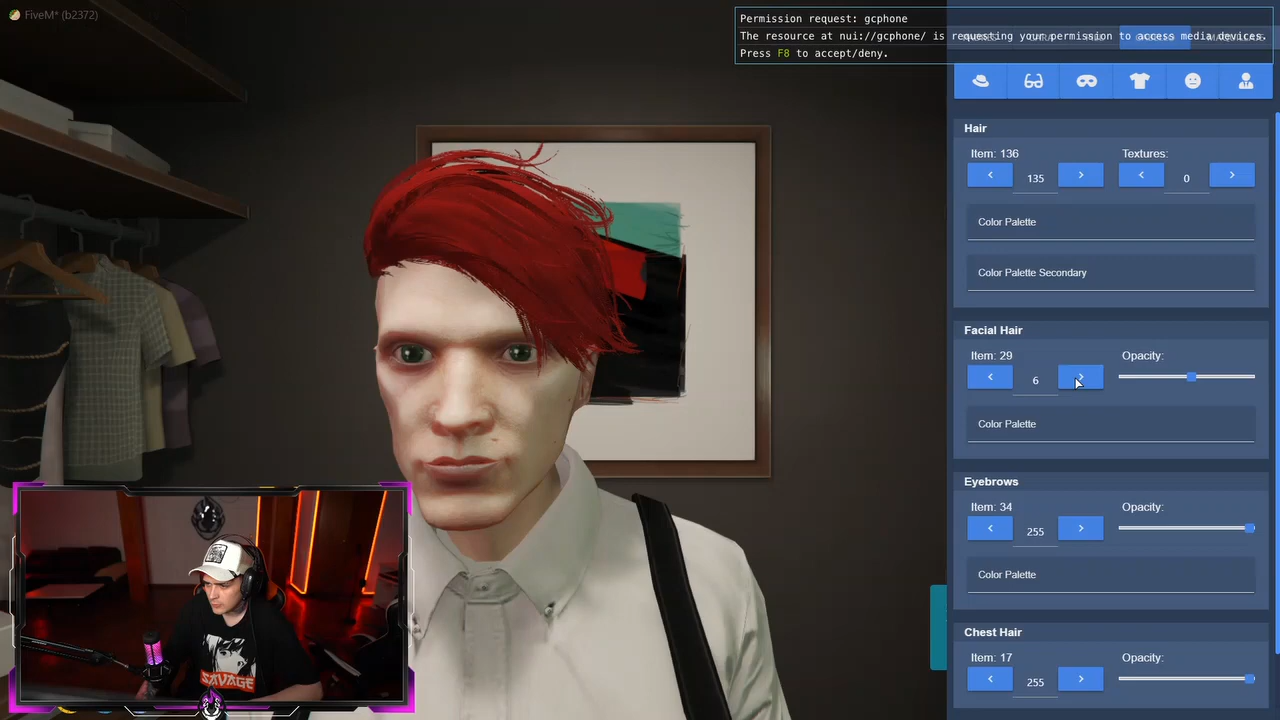 FiveM* (b2372)
Permission request: gcphone
The resource at nui://gcphone/ is requesting your permission to access media devices.
Press F8 to accept/deny.
Hair
Item: 136
Textures:
135
0
Color Palette
Color Palette Secondary
Facial Hair
Item: 29
Opacity:
6
Color Palette
Eyebrows
Item: 34
Opacity:
255
Color Palette
Chest Hair
Item: 17
Opacity:
255
SAVAGE